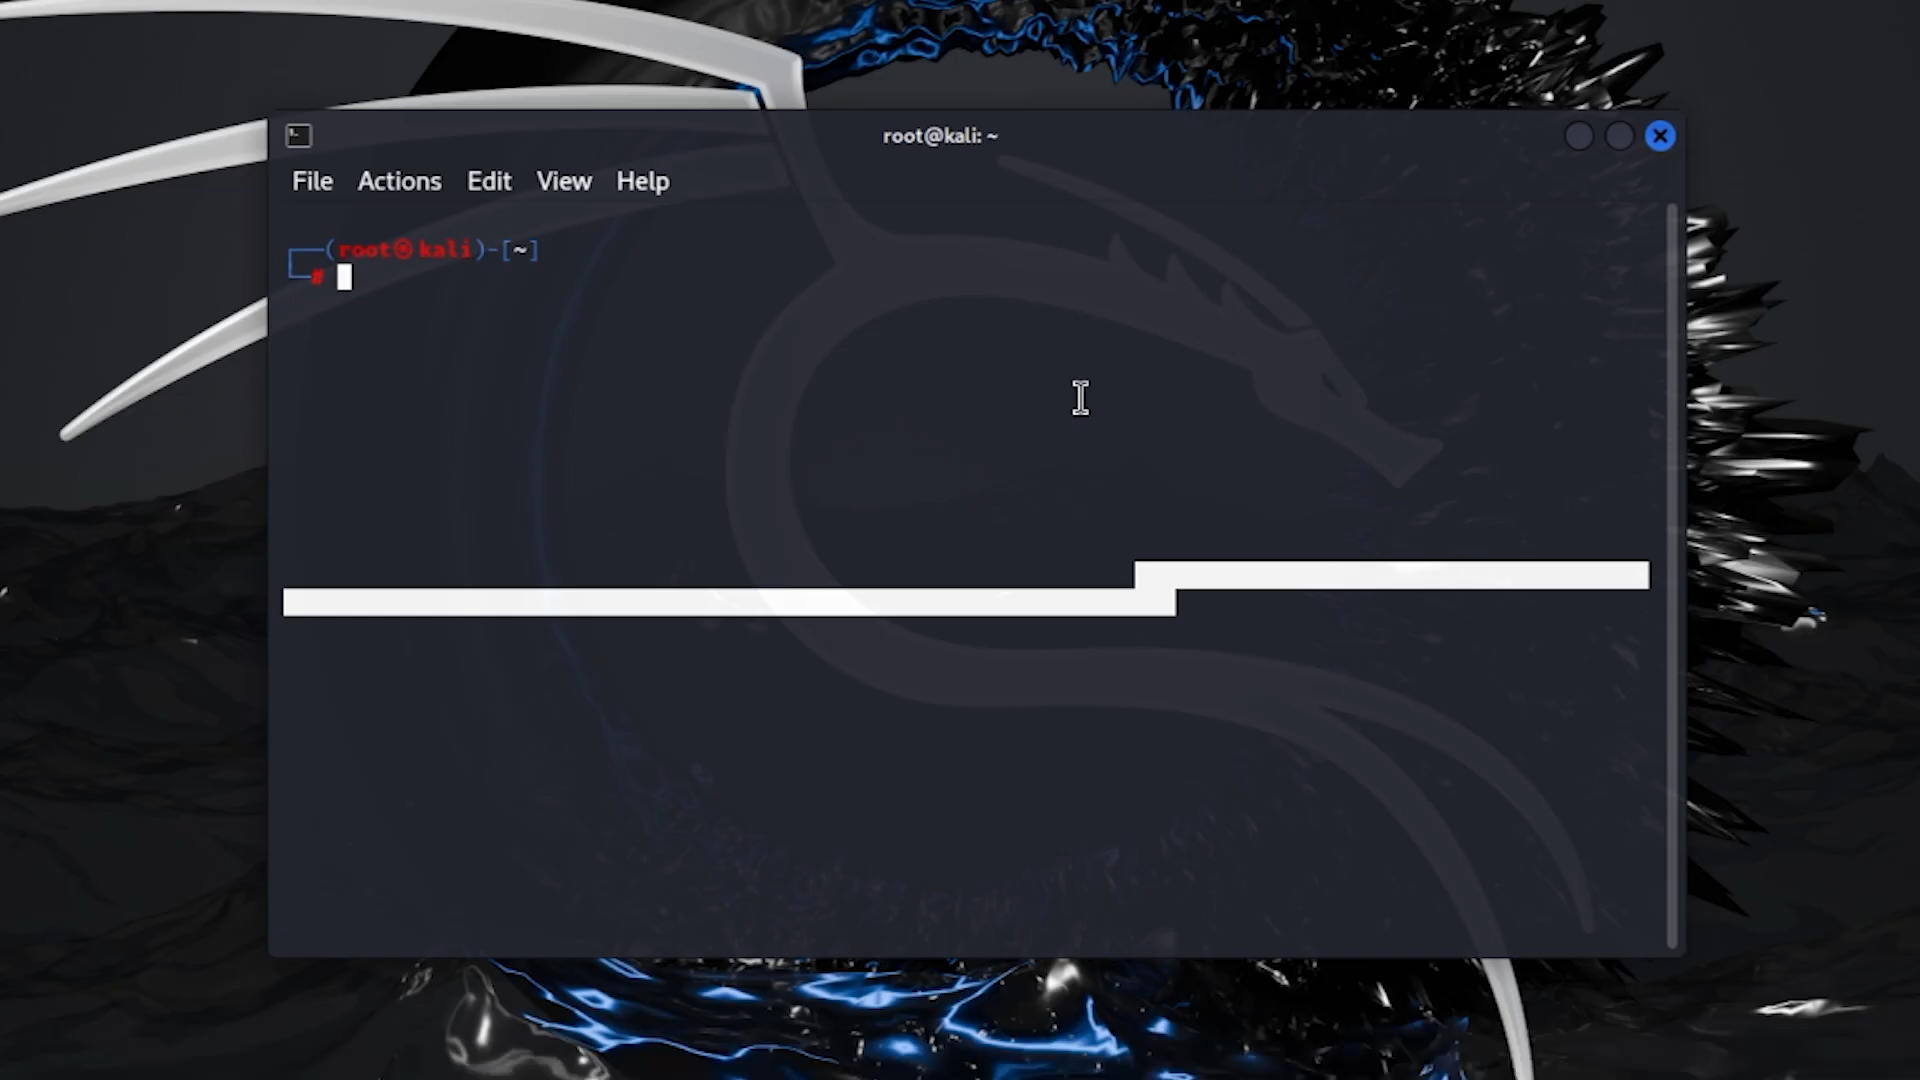 root@kali: ~
File Actions Edit View Help
┌──(root㉿kali)-[~]
└─#